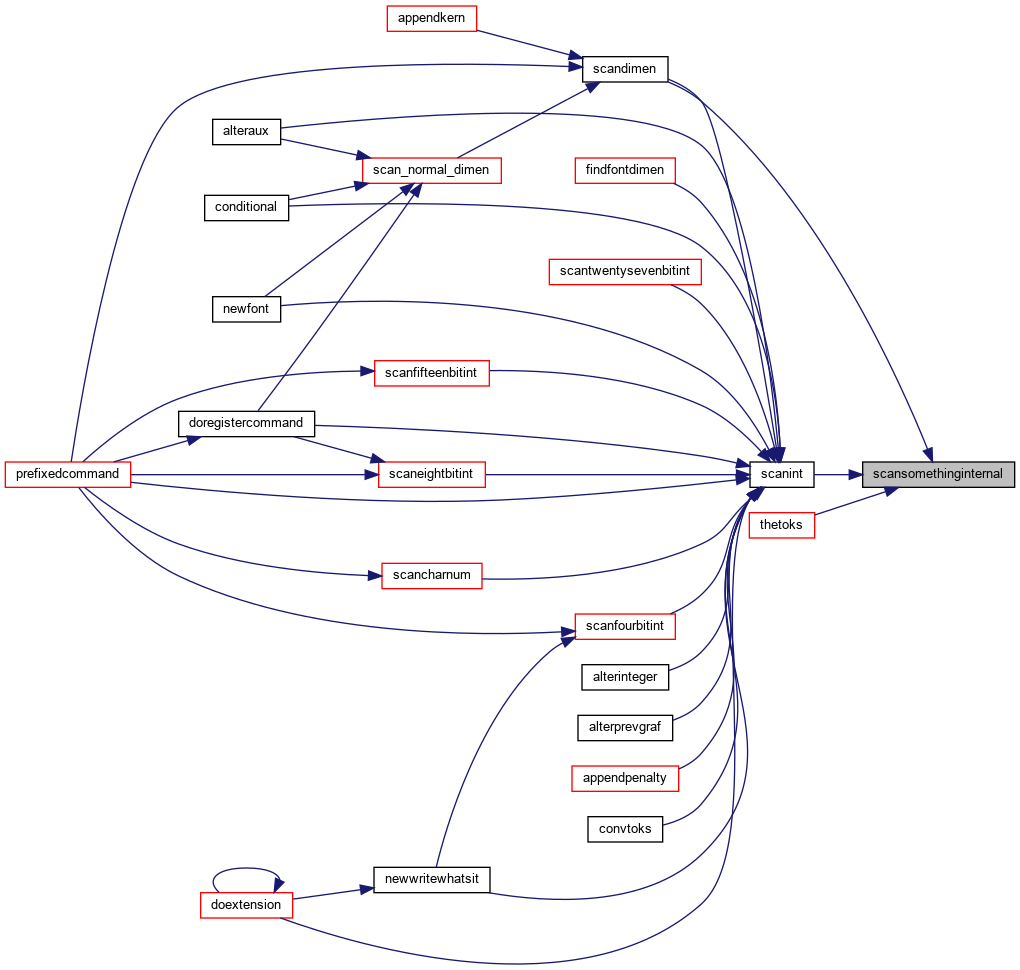 appendkern
scandimen
alteraux
scan_normal_dimen
findfontdimen
conditional
scantwentysevenbitint
newfont
scanfifteenbitint
doregistercommand
prefixedcommand
scaneightbitint
scanint
scansomethinginternal
thetoks
scancharnum
scanfourbitint
alterinteger
alterprevgraf
appendpenalty
convtoks
newwritewhatsit
doextension